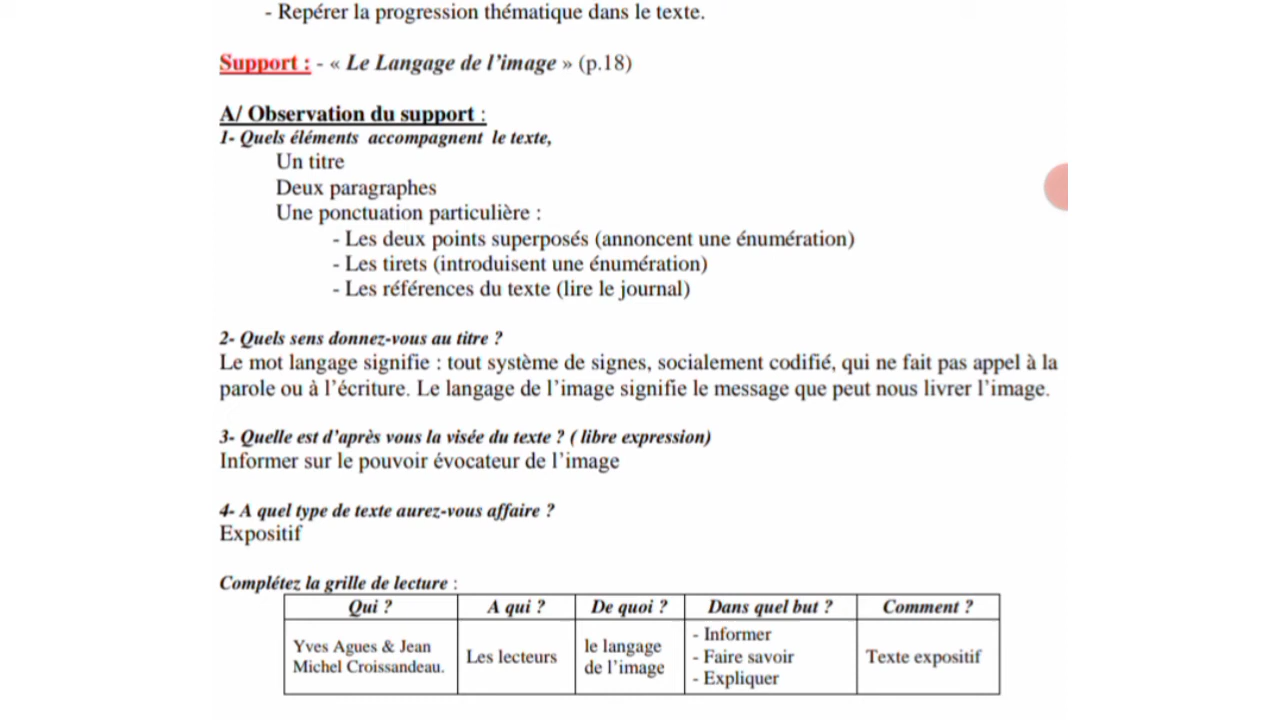 - Repérer la progression thématique dans le texte.
Support : - « Le Langage de l'image » (p.18)
A/ Observation du support :
1- Quels éléments accompagnent le texte,
Un titre
Deux paragraphes
Une ponctuation particulière :
- Les deux points superposés (annoncent une énumération)
- Les tirets (introduisent une énumération)
- Les références du texte (lire le journal)
2- Quels sens donnez-vous au titre ?
Le mot langage signifie : tout système de signes, socialement codifié, qui ne fait pas appel à la
parole ou à l'écriture. Le langage de l'image signifie le message que peut nous livrer l'image.
3- Quelle est d'après vous la visée du texte ? ( libre expression)
Informer sur le pouvoir évocateur de l'image
4- A quel type de texte aurez-vous affaire ?
Expositif
Complétez la grille de lecture :
Qui ? A qui ? De quoi ? Dans quel but ? Comment ?
Yves Agues & Jean
Michel Croissandeau.
Les lecteurs
le langage
de l'image
- Informer
- Faire savoir
- Expliquer
Texte expositif